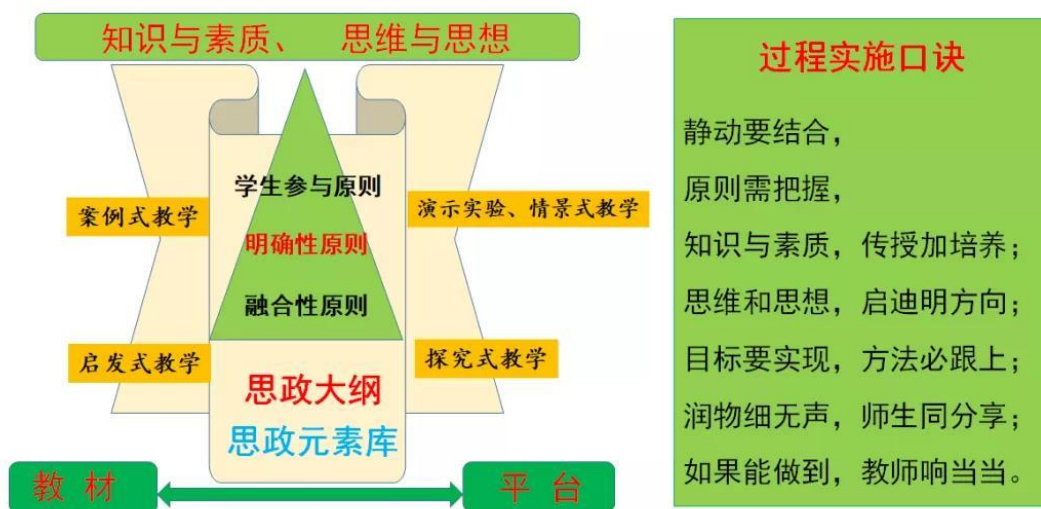 知识与素质、 思维与思想
学生参与原则
案例式教学
演示实验、情景式教学
明确性原则
融合性原则
启发式教学
探究式教学
思政大纲
思政元素库
教 材
平 台
过程实施口诀
静动要结合，
原则需把握，
知识与素质，传授加培养；
思维和思想，启迪明方向；
目标要实现，方法必跟上；
润物细无声，师生同分享；
如果能做到，教师响当当。